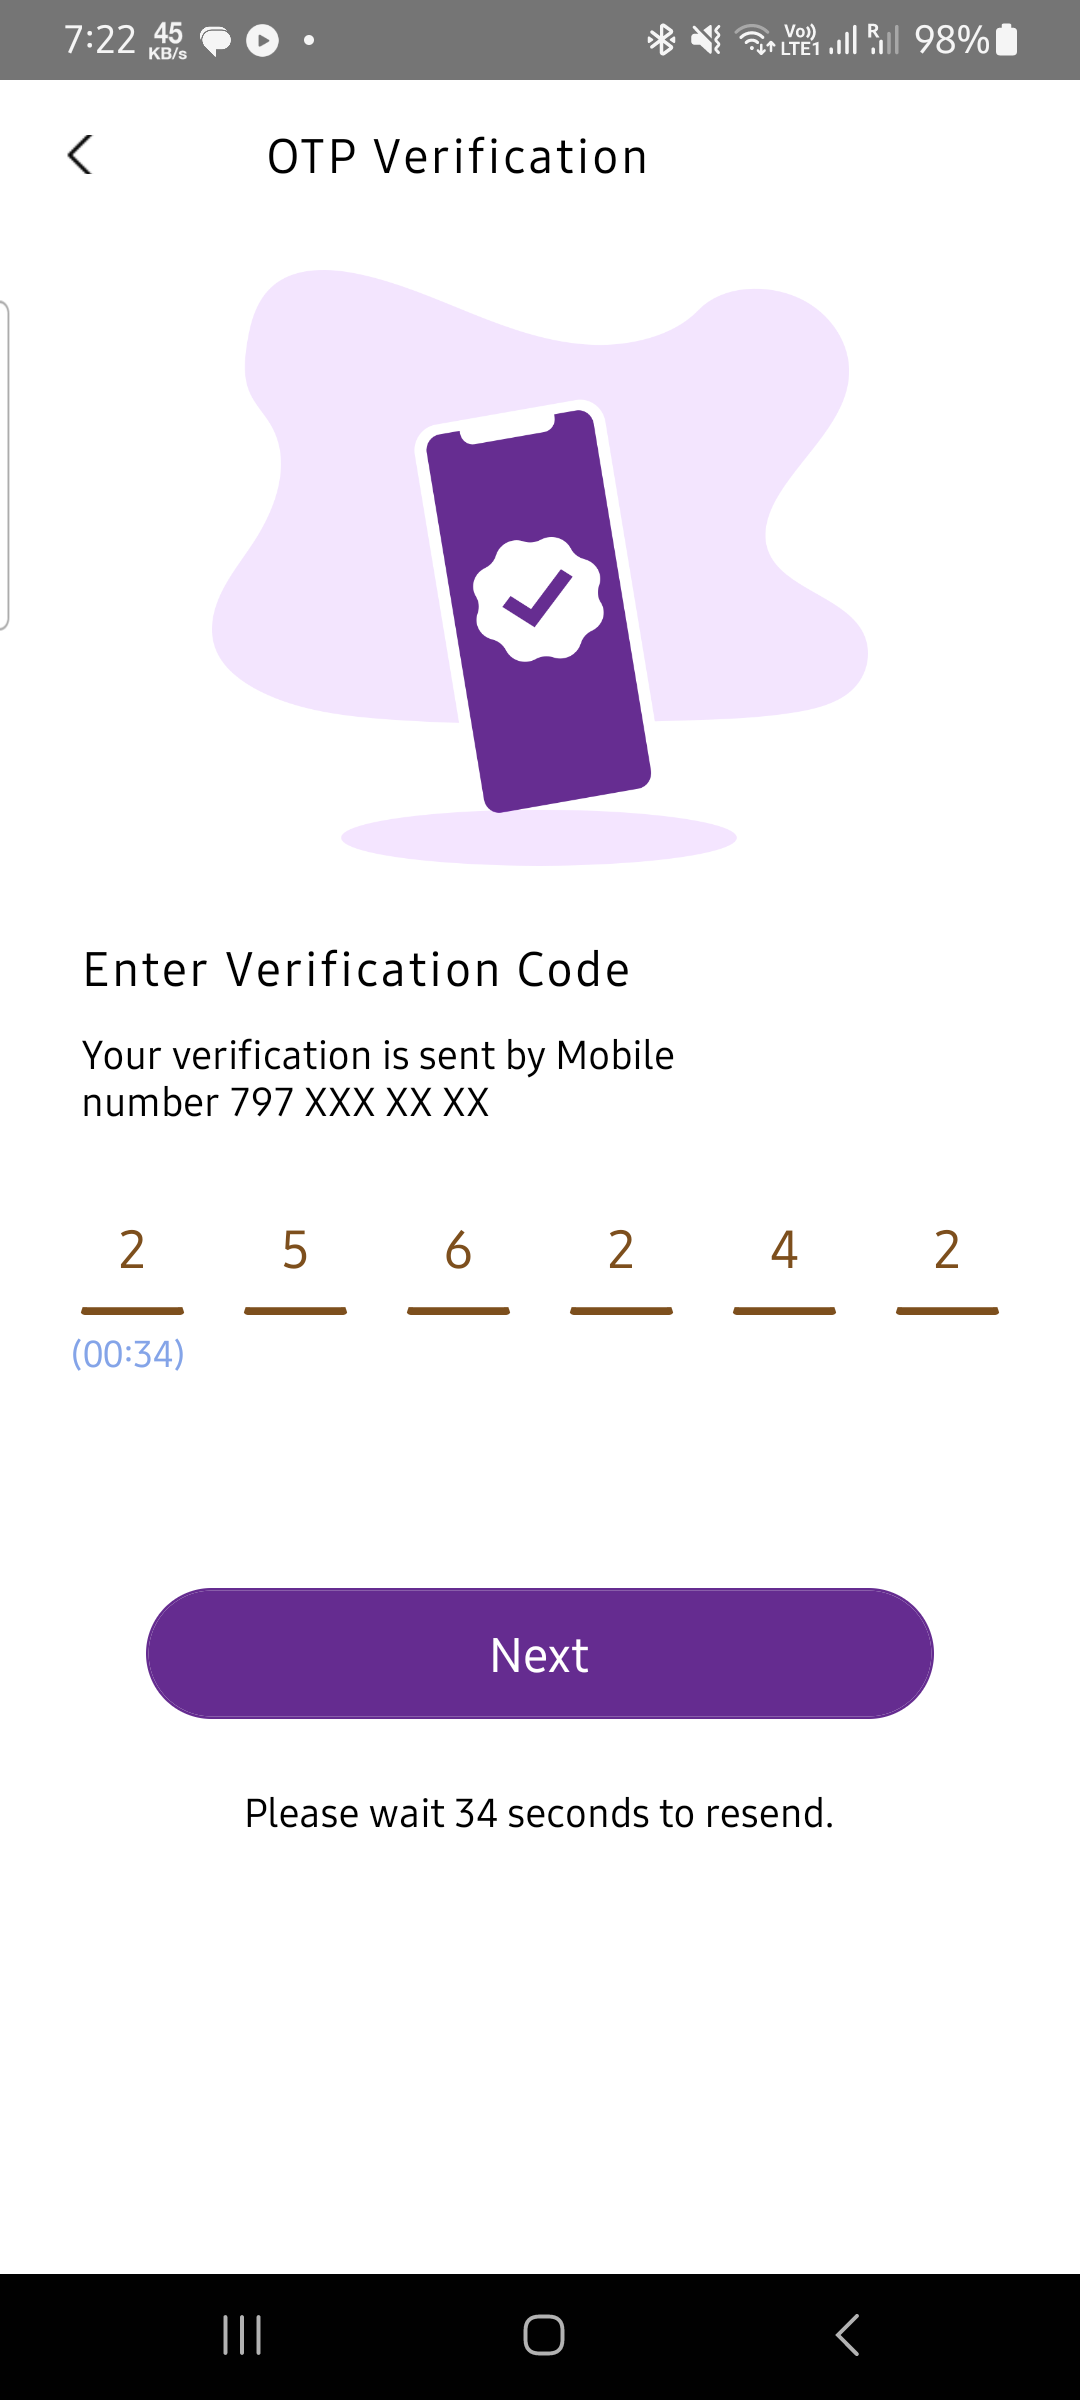 7:22 45 KB/s Vo)) LTE1 R 98%
OTP Verification
Enter Verification Code
Your verification is sent by Mobile
number 797 XXX XX XX
2 5 6 2 4 2
(00:34)
Next
Please wait 34 seconds to resend.